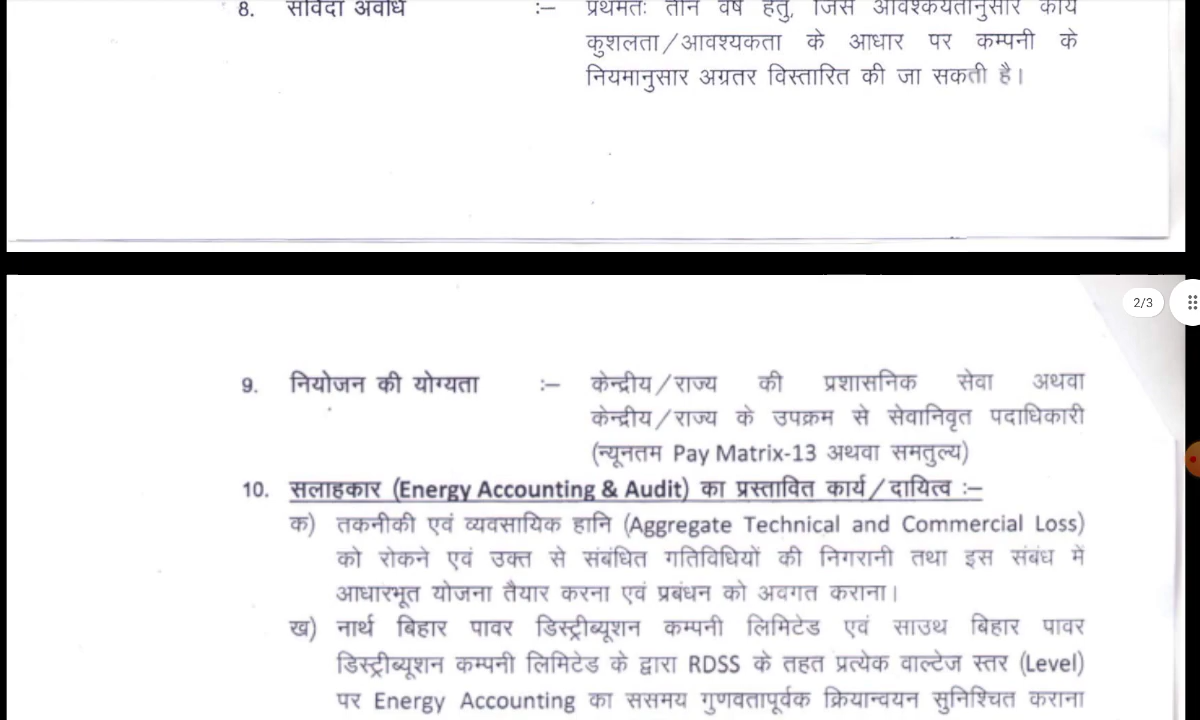 8. संविदा अवधि :– प्रथमतः तीन वर्ष हेतु, जिसे आवश्कयतानुसार कार्य
कुशलता/आवश्यकता के आधार पर कम्पनी के
नियमानुसार अग्रतर विस्तारित की जा सकती है।
2/3
9. नियोजन की योग्यता :– केन्द्रीय/राज्य की प्रशासनिक सेवा अथवा
केन्द्रीय/राज्य के उपक्रम से सेवानिवृत पदाधिकारी
(न्यूनतम Pay Matrix-13 अथवा समतुल्य)
10. सलाहकार (Energy Accounting & Audit) का प्रस्तावित कार्य/दायित्व :–
क) तकनीकी एवं व्यवसायिक हानि (Aggregate Technical and Commercial Loss)
को रोकने एवं उक्त से संबंधित गतिविधियों की निगरानी तथा इस संबंध में
आधारभूत योजना तैयार करना एवं प्रबंधन को अवगत कराना।
ख) नार्थ बिहार पावर डिस्ट्रीब्यूशन कम्पनी लिमिटेड एवं साउथ बिहार पावर
डिस्ट्रीब्यूशन कम्पनी लिमिटेड के द्वारा RDSS के तहत प्रत्येक वाल्टेज स्तर (Level)
पर Energy Accounting का ससमय गुणवतापूर्वक क्रियान्वयन सुनिश्चित कराना